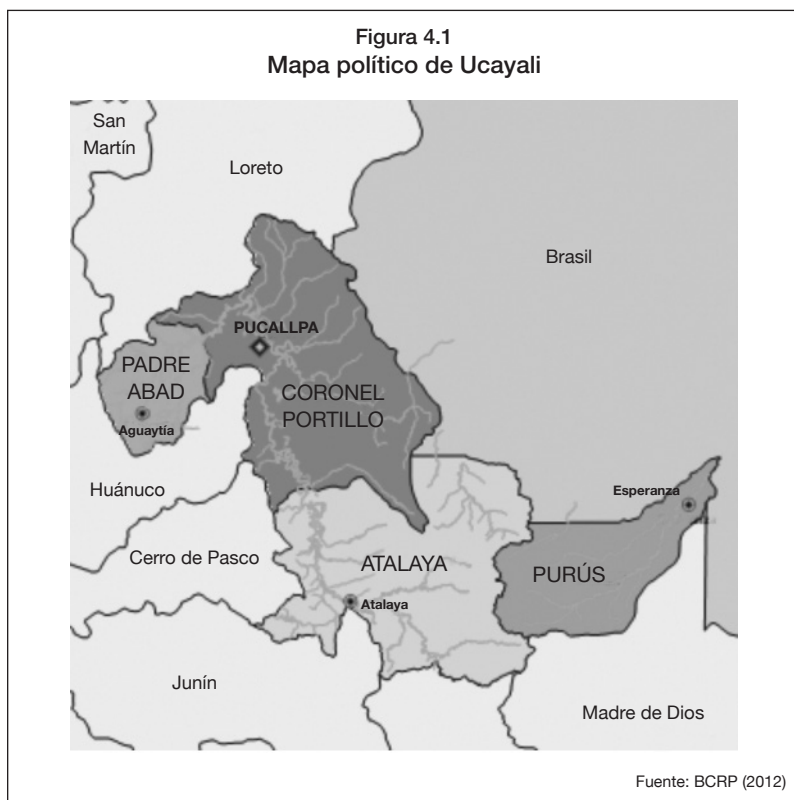 Figura 4.1
Mapa político de Ucayali
San
Martín
Loreto
Brasil
PUCALLPA
PADRE
ABAD
CORONEL
PORTILLO
Aguaytía
Huánuco
Esperanza
Cerro de Pasco
ATALAYA
PURÚS
Atalaya
Junín
Madre de Dios
Fuente: BCRP (2012)